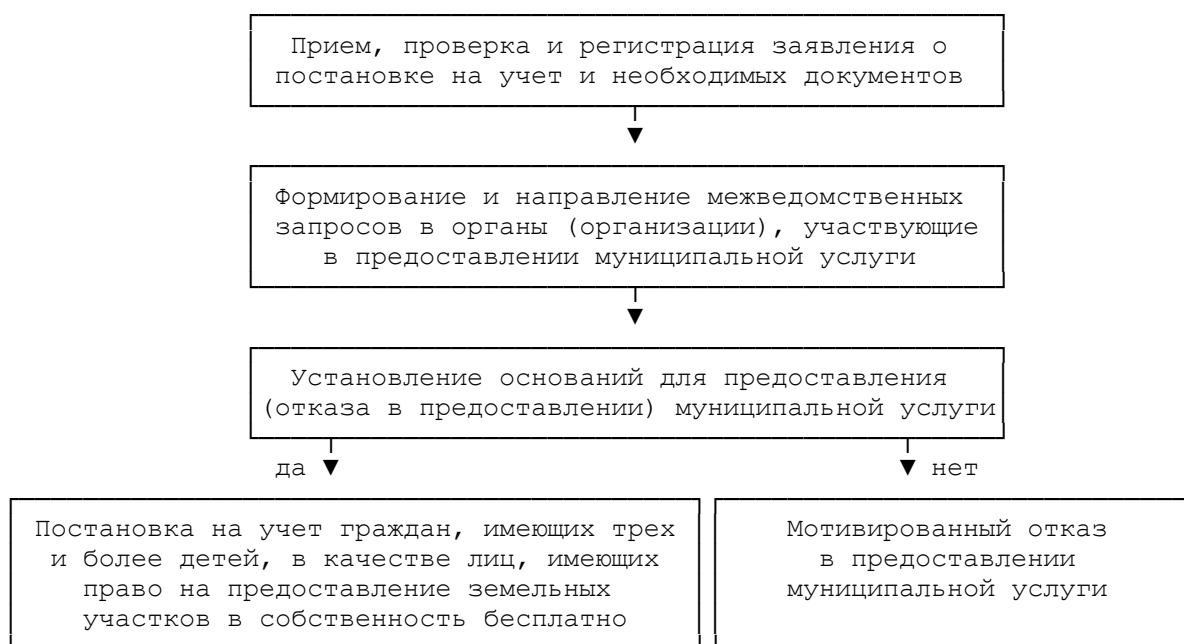 Прием, проверка и регистрация заявления о
постановке на учет и необходимых документов
Формирование и направление межведомственных
запросов в органы (организации), участвующие
в предоставлении муниципальной услуги
Установление оснований для предоставления
(отказа в предоставлении) муниципальной услуги
да
нет
Постановка на учет граждан, имеющих трех
и более детей, в качестве лиц, имеющих
право на предоставление земельных
участков в собственность бесплатно
Мотивированный отказ
в предоставлении
муниципальной услуги